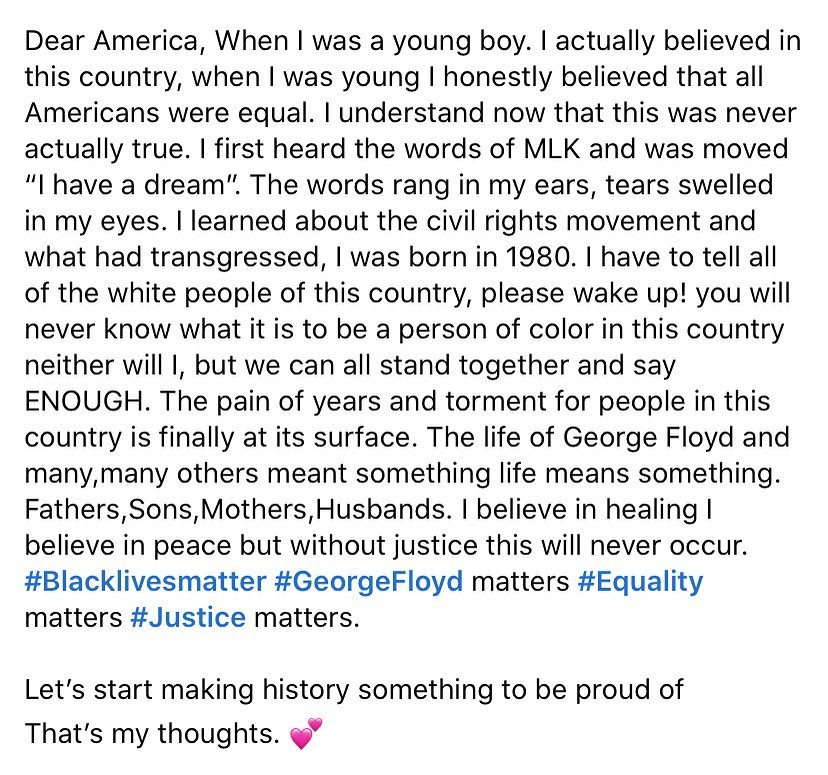 Dear America, When I was a young boy. I actually believed in
this country, when I was young I honestly believed that all
Americans were equal. I understand now that this was never
actually true. I first heard the words of MLK and was moved
“I have a dream”. The words rang in my ears, tears swelled
in my eyes. I learned about the civil rights movement and
what had transgressed, I was born in 1980. I have to tell all
of the white people of this country, please wake up! you will
never know what it is to be a person of color in this country
neither will I, but we can all stand together and say
ENOUGH. The pain of years and torment for people in this
country is finally at its surface. The life of George Floyd and
many,many others meant something life means something.
Fathers,Sons,Mothers,Husbands. I believe in healing I
believe in peace but without justice this will never occur.
#Blacklivesmatter #GeorgeFloyd matters #Equality
matters #Justice matters.
Let’s start making history something to be proud of
That’s my thoughts. 💕